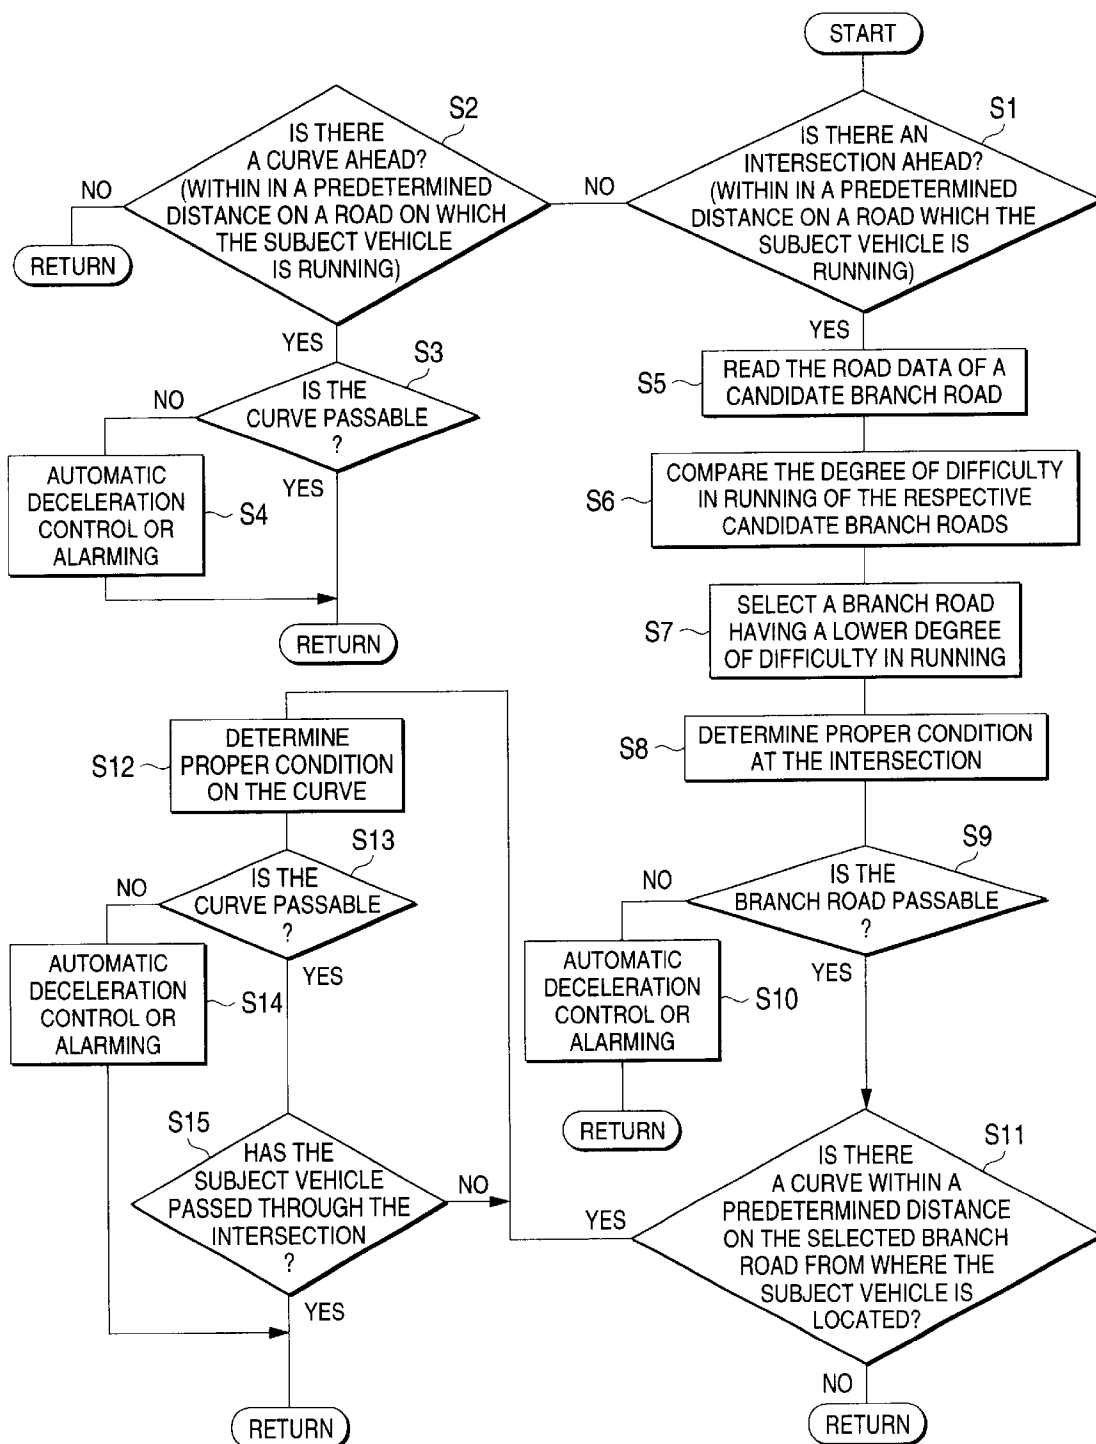 START
S1
IS THERE AN
INTERSECTION AHEAD?
(WITHIN IN A PREDETERMINED
DISTANCE ON A ROAD WHICH THE
SUBJECT VEHICLE IS
RUNNING)
NO
YES
S2
IS THERE
A CURVE AHEAD?
(WITHIN IN A PREDETERMINED
DISTANCE ON A ROAD ON WHICH
THE SUBJECT VEHICLE
IS RUNNING)
NO
RETURN
YES
S3
IS THE
CURVE PASSABLE
?
NO
YES
AUTOMATIC
DECELERATION
CONTROL OR
ALARMING
S4
RETURN
S5
READ THE ROAD DATA OF A
CANDIDATE BRANCH ROAD
S6
COMPARE THE DEGREE OF DIFFICULTY
IN RUNNING OF THE RESPECTIVE
CANDIDATE BRANCH ROADS
S7
SELECT A BRANCH ROAD
HAVING A LOWER DEGREE
OF DIFFICULTY IN RUNNING
S8
DETERMINE PROPER CONDITION
AT THE INTERSECTION
S9
IS THE
BRANCH ROAD PASSABLE
?
NO
YES
AUTOMATIC
DECELERATION
CONTROL OR
ALARMING
S10
RETURN
S11
IS THERE
A CURVE WITHIN A
PREDETERMINED DISTANCE
ON THE SELECTED BRANCH
ROAD FROM WHERE THE
SUBJECT VEHICLE IS
LOCATED?
YES
NO
RETURN
S12
DETERMINE
PROPER CONDITION
ON THE CURVE
S13
IS THE
CURVE PASSABLE
?
NO
YES
AUTOMATIC
DECELERATION
CONTROL OR
ALARMING
S14
S15
HAS THE
SUBJECT VEHICLE
PASSED THROUGH THE
INTERSECTION
?
NO
YES
RETURN